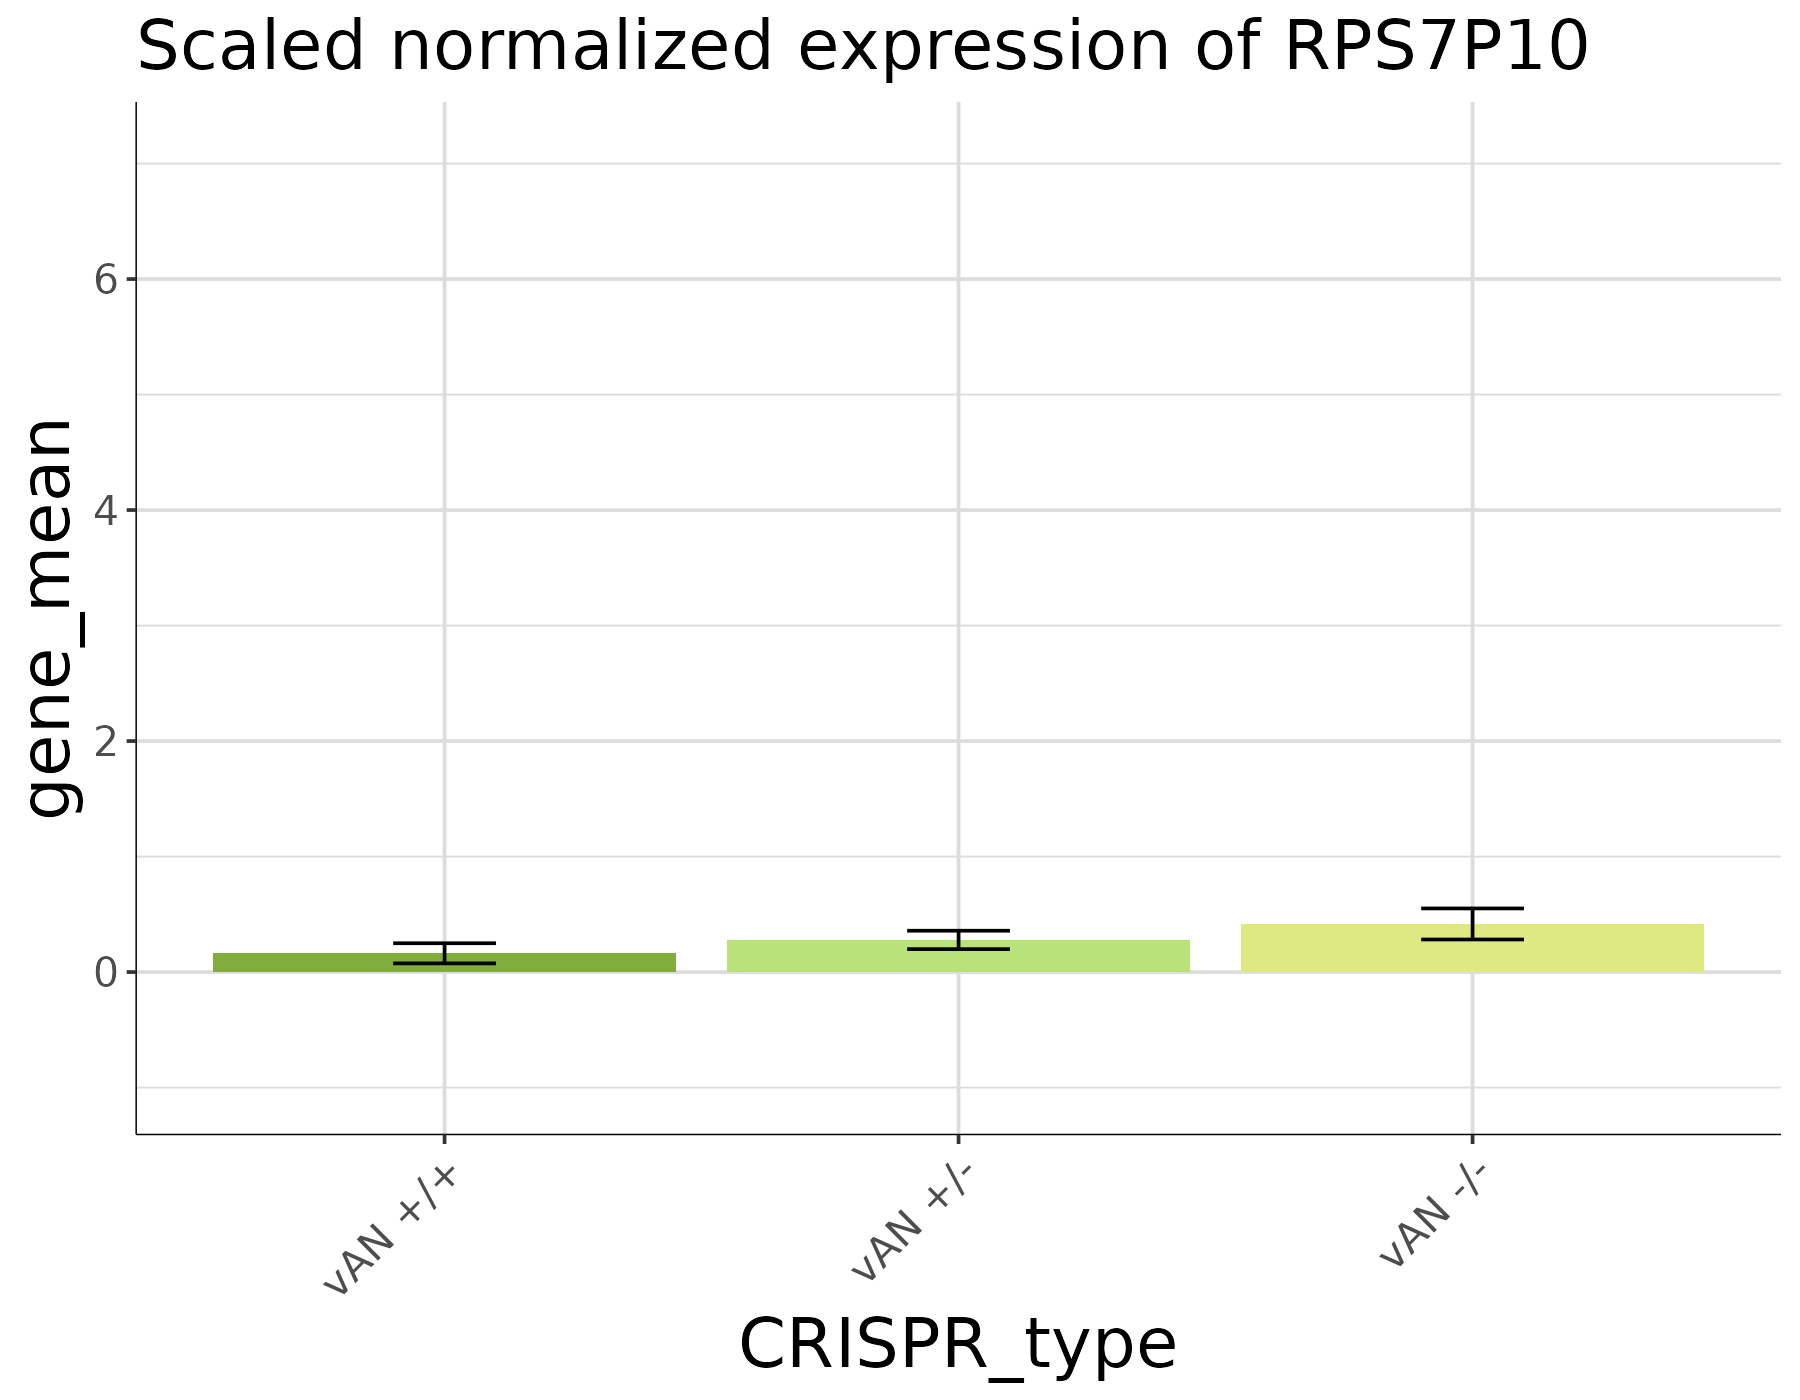 Scaled normalized expression of RPS7P10
gene_mean
6
4
2
0
vAN +/+
vAN +/-
vAN -/-
CRISPR_type